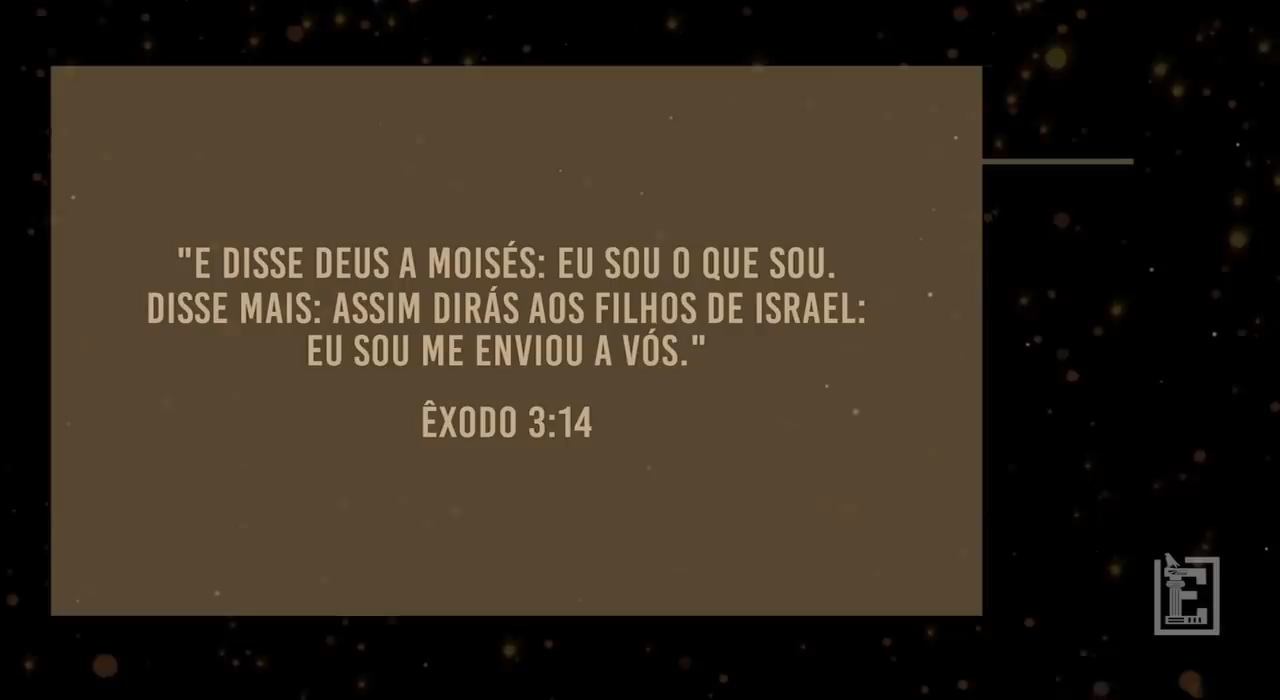 "E DISSE DEUS A MOISÉS: EU SOU O QUE SOU.
DISSE MAIS: ASSIM DIRÁS AOS FILHOS DE ISRAEL:
EU SOU ME ENVIOU A VÓS."
ÊXODO 3:14
E